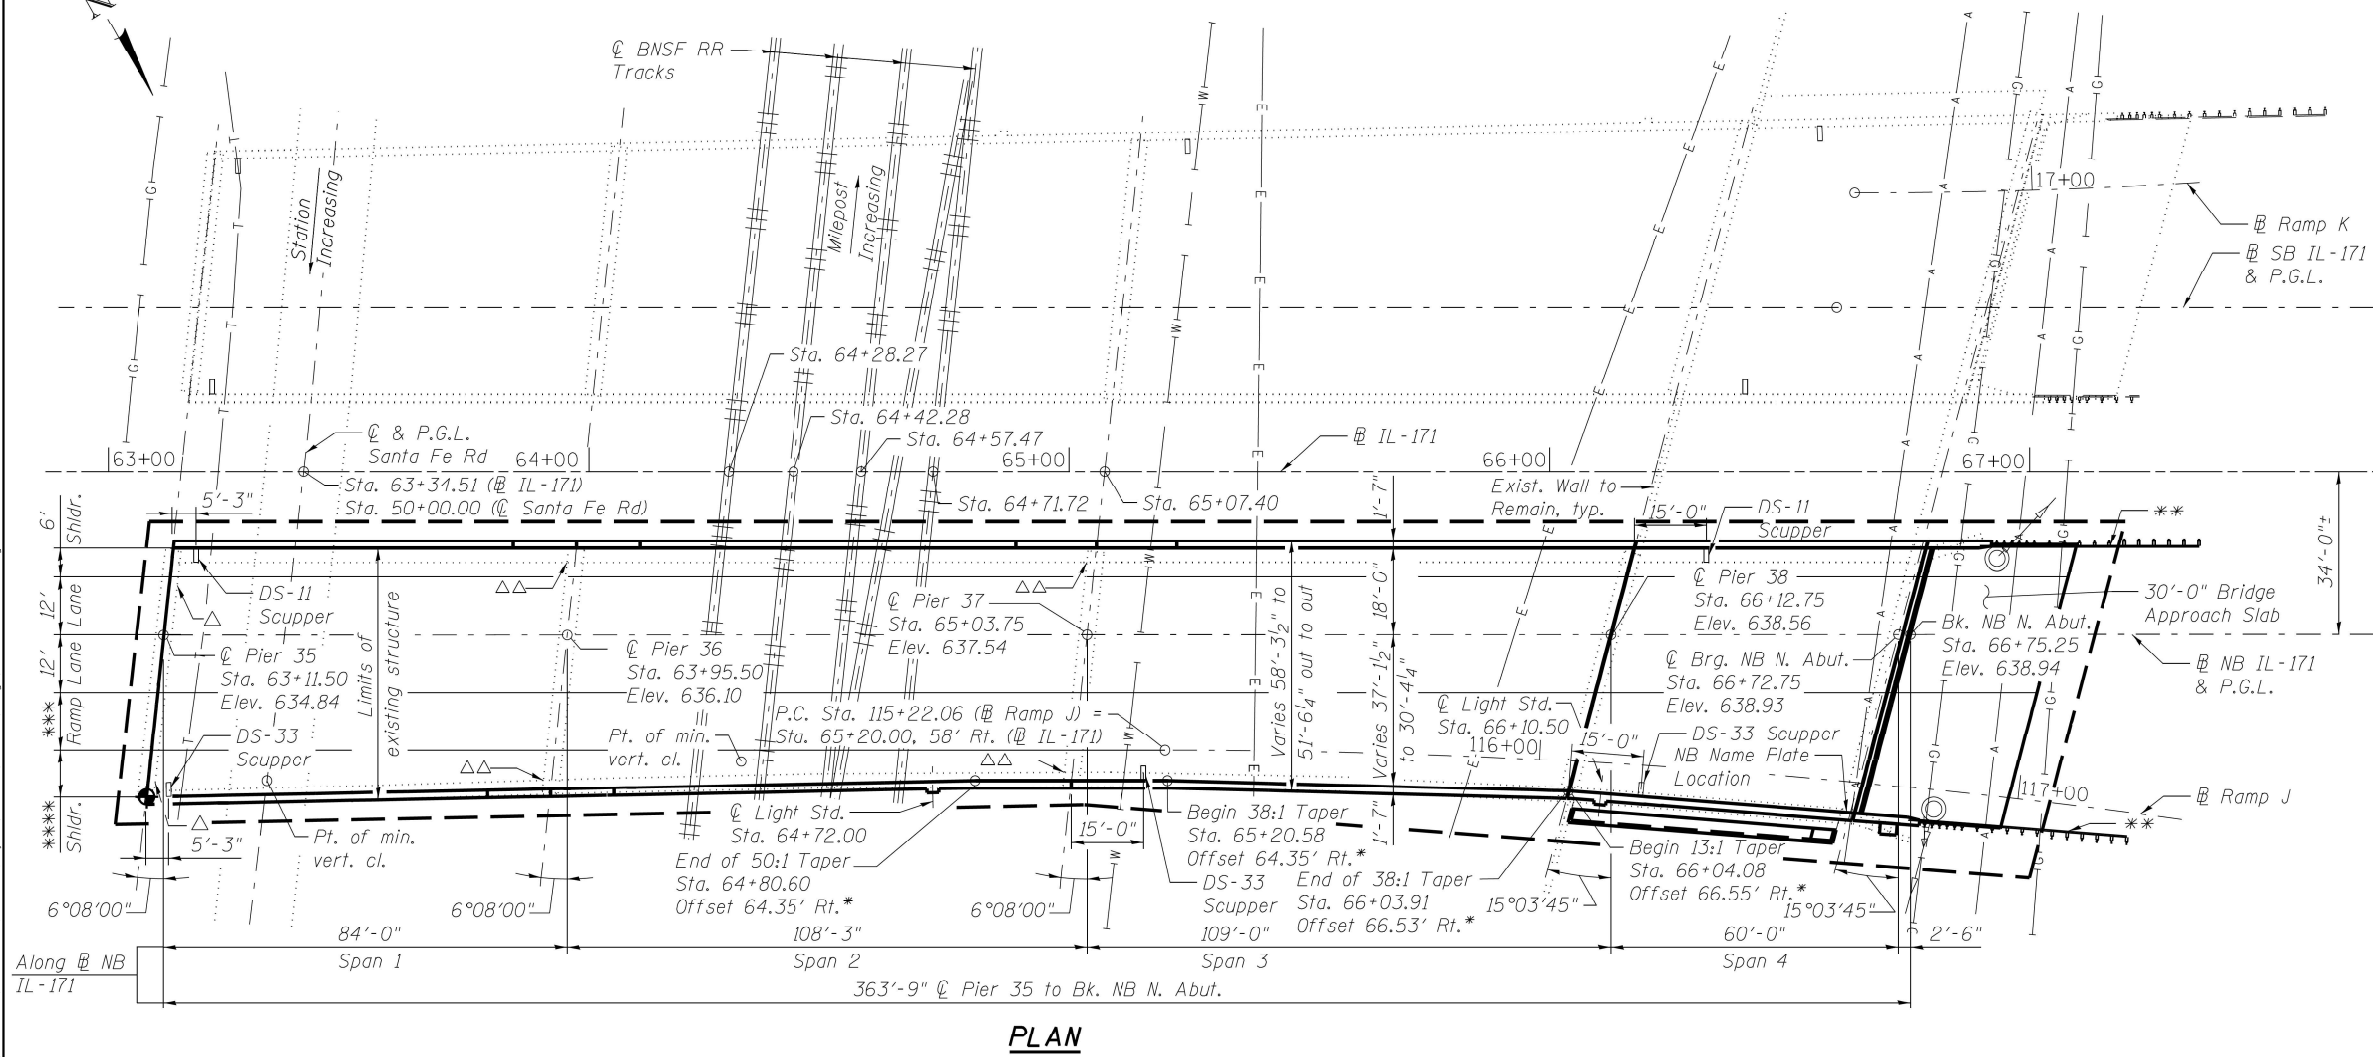 N
℄ BNSF RR
Tracks
Station
Increasing
Milepost
Increasing
17+00
℄ Ramp K
℄ SB IL-171
& P.G.L.
Sta. 64+28.27
Sta. 64+42.28
Sta. 64+57.47
Sta. 64+71.72
Sta. 65+07.40
℄ & P.G.L.
Santa Fe Rd
63+00
64+00
65+00
66+00
67+00
℄ IL-171
Sta. 63+34.51 (℄ IL-171)
Sta. 50+00.00 (℄ Santa Fe Rd)
Exist. Wall to
Remain, typ.
5'-3"
15'-0"
1'-7"
DS-11
Scupper
**
34'-0"±
6'
Shldr.
12'
Lane
12'
Lane
***
Ramp Lane
****
Shldr.
DS-11
Scupper
△
△△
△△
Limits of
existing structure
℄ Pier 35
Sta. 63+11.50
Elev. 634.84
℄ Pier 36
Sta. 63+95.50
Elev. 636.10
℄ Pier 37
Sta. 65+03.75
Elev. 637.54
℄ Pier 38
Sta. 66+12.75
Elev. 638.56
℄ Brg. NB N. Abut.
Sta. 66+72.75
Elev. 638.93
Bk. NB N. Abut.
Sta. 66+75.25
Elev. 638.94
30'-0" Bridge
Approach Slab
℄ NB IL-171
& P.G.L.
Varies 58'-3½" to
51'-6¼" out to out
18'-0"
Varies 37'-1½"
to 30'-4¼"
1'-7"
℄ Light Std.
Sta. 66+10.50
P.C. Sta. 115+22.06 (℄ Ramp J) =
Sta. 65+20.00, 58' Rt. (℄ IL-171)
116+00
15'-0"
DS-33 Scupper
NB Name Plate
Location
117+00
℄ Ramp J
**
DS-33
Scupper
Pt. of min.
vert. cl.
△△
△△
△
5'-3"
Pt. of min.
vert. cl.
℄ Light Std.
Sta. 64+72.00
End of 50:1 Taper
Sta. 64+80.60
Offset 64.35' Rt.*
15'-0"
Begin 38:1 Taper
Sta. 65+20.58
Offset 64.35' Rt.*
DS-33
Scupper
End of 38:1 Taper
Sta. 66+03.91
Offset 66.53' Rt.*
Begin 13:1 Taper
Sta. 66+04.08
Offset 66.55' Rt.*
6°08'00"
6°08'00"
6°08'00"
15°03'45"
15°03'45"
84'-0"
108'-3"
109'-0"
60'-0"
2'-6"
Span 1
Span 2
Span 3
Span 4
Along ℄ NB
IL-171
363'-9" ℄ Pier 35 to Bk. NB N. Abut.
PLAN